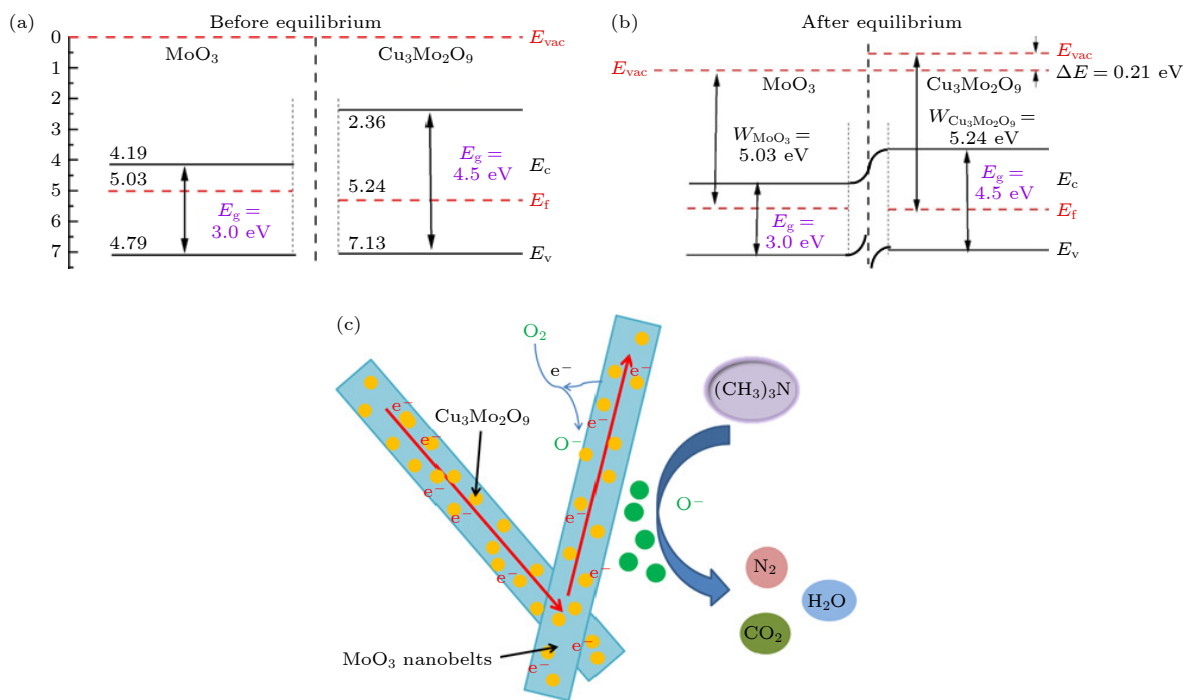 (a)
Before equilibrium
0
1
2
3
4
5
6
7
E_vac
MoO₃
Cu₃Mo₂O₉
4.19
5.03
4.79
E_g =
3.0 eV
2.36
5.24
7.13
E_g =
4.5 eV
E_c
E_f
E_v
(b)
After equilibrium
E_vac
E_vac
ΔE = 0.21 eV
MoO₃
Cu₃Mo₂O₉
W_MoO₃ =
5.03 eV
W_Cu₃Mo₂O₉ =
5.24 eV
E_g =
3.0 eV
E_g =
4.5 eV
E_c
E_f
E_v
(c)
O₂
e⁻
O⁻
Cu₃Mo₂O₉
e⁻
e⁻
e⁻
e⁻
e⁻
e⁻
e⁻
e⁻
e⁻
e⁻
e⁻
MoO₃ nanobelts
(CH₃)₃N
O⁻
N₂
H₂O
CO₂